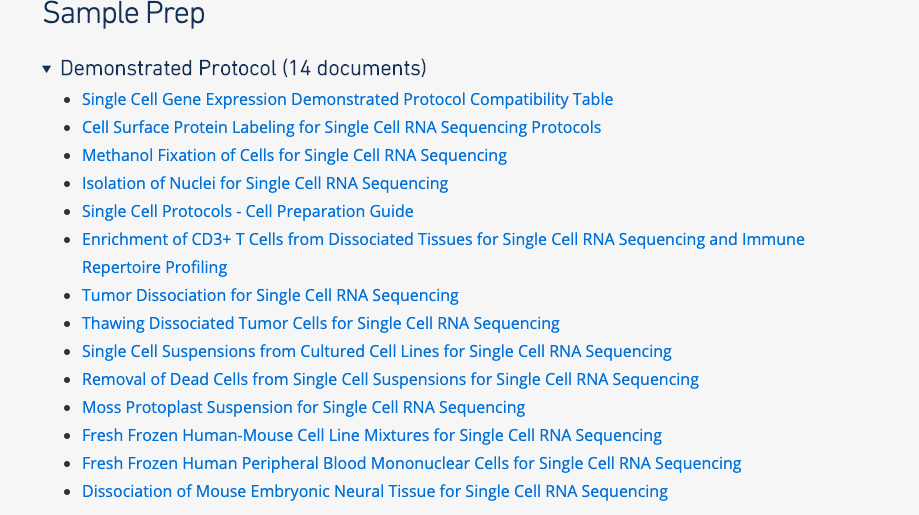 Sample Prep
Demonstrated Protocol (14 documents)
Single Cell Gene Expression Demonstrated Protocol Compatibility Table
Cell Surface Protein Labeling for Single Cell RNA Sequencing Protocols
Methanol Fixation of Cells for Single Cell RNA Sequencing
Isolation of Nuclei for Single Cell RNA Sequencing
Single Cell Protocols - Cell Preparation Guide
Enrichment of CD3+ T Cells from Dissociated Tissues for Single Cell RNA Sequencing and Immune
Repertoire Profiling
Tumor Dissociation for Single Cell RNA Sequencing
Thawing Dissociated Tumor Cells for Single Cell RNA Sequencing
Single Cell Suspensions from Cultured Cell Lines for Single Cell RNA Sequencing
Removal of Dead Cells from Single Cell Suspensions for Single Cell RNA Sequencing
Moss Protoplast Suspension for Single Cell RNA Sequencing
Fresh Frozen Human-Mouse Cell Line Mixtures for Single Cell RNA Sequencing
Fresh Frozen Human Peripheral Blood Mononuclear Cells for Single Cell RNA Sequencing
Dissociation of Mouse Embryonic Neural Tissue for Single Cell RNA Sequencing